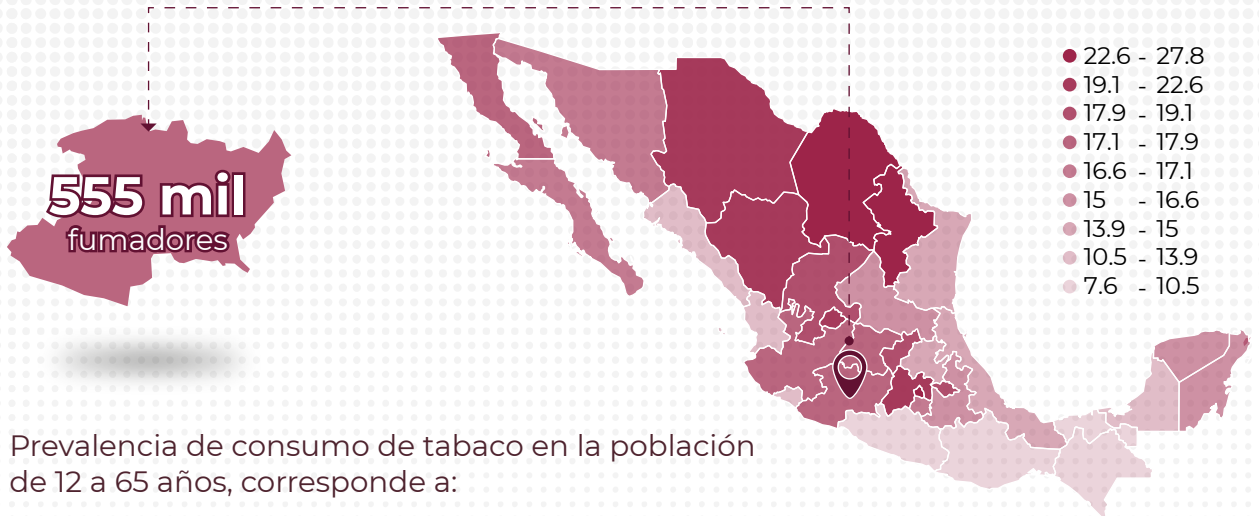 555 mil
fumadores
22.6 - 27.8
19.1 - 22.6
17.9 - 19.1
17.1 - 17.9
16.6 - 17.1
15 - 16.6
13.9 - 15
10.5 - 13.9
7.6 - 10.5
Prevalencia de consumo de tabaco en la población
de 12 a 65 años, corresponde a: